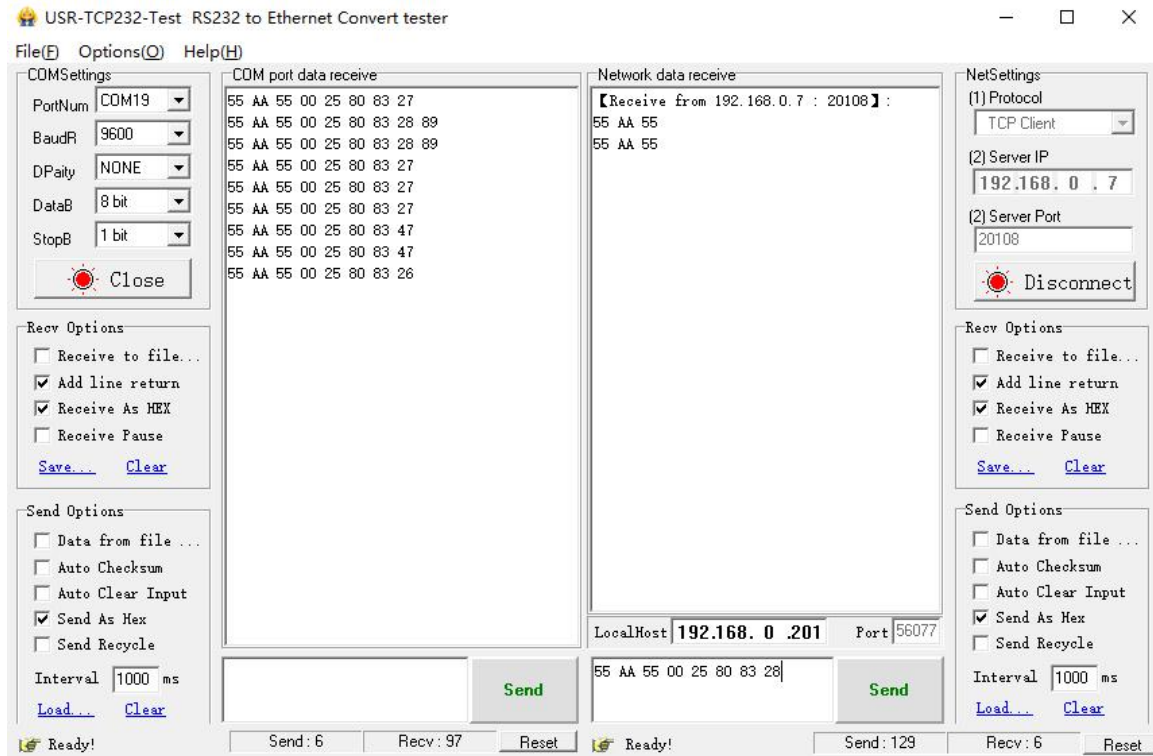 USR-TCP232-Test RS232 to Ethernet Convert tester
File(F) Options(O) Help(H)
COMSettings
PortNum COM19
BaudR 9600
DPaity NONE
DataB 8 bit
StopB 1 bit
Close
Recv Options
Receive to file...
Add line return
Receive As HEX
Receive Pause
Save... Clear
Send Options
Data from file ...
Auto Checksum
Auto Clear Input
Send As Hex
Send Recycle
Interval 1000 ms
Load... Clear
COM port data receive
55 AA 55 00 25 80 83 27
55 AA 55 00 25 80 83 28 89
55 AA 55 00 25 80 83 28 89
55 AA 55 00 25 80 83 27
55 AA 55 00 25 80 83 27
55 AA 55 00 25 80 83 27
55 AA 55 00 25 80 83 47
55 AA 55 00 25 80 83 47
55 AA 55 00 25 80 83 26
Send
Network data receive
【Receive from 192.168.0.7 : 20108】:
55 AA 55
55 AA 55
LocalHost 192.168. 0 .201 Port 56077
55 AA 55 00 25 80 83 28
Send
NetSettings
(1) Protocol
TCP Client
(2) Server IP
192.168. 0 . 7
(2) Server Port
20108
Disconnect
Recv Options
Receive to file...
Add line return
Receive As HEX
Receive Pause
Save... Clear
Send Options
Data from file ...
Auto Checksum
Auto Clear Input
Send As Hex
Send Recycle
Interval 1000 ms
Load... Clear
Ready! Send : 6 Recv : 97 Reset
Ready! Send : 129 Recv : 6 Reset